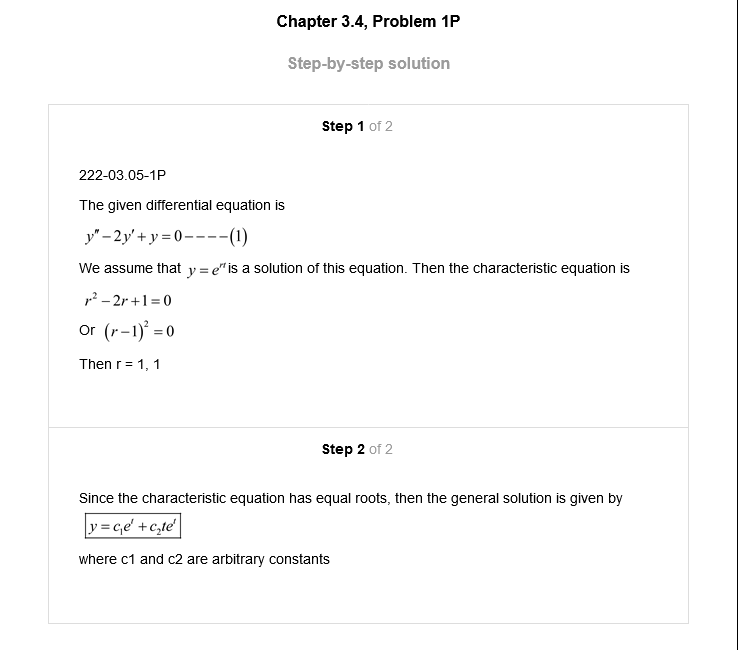 Chapter 3.4, Problem 1P
Step-by-step solution
Step 1 of 2
222-03.05-1P
The given differential equation is
y″ − 2y′ + y = 0 − − − −(1)
We assume that y = e^{rt} is a solution of this equation. Then the characteristic equation is
r² − 2r + 1 = 0
Or (r − 1)² = 0
Then r = 1, 1
Step 2 of 2
Since the characteristic equation has equal roots, then the general solution is given by
y = c₁eᵗ + c₂teᵗ
where c1 and c2 are arbitrary constants